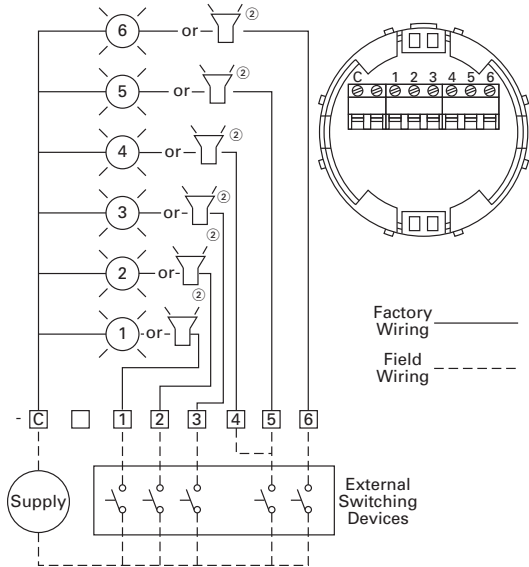 6 or ②
5 or ②
4 or ②
3 or ②
2 or ②
1 or ②
C 1 2 3 4 5 6
Factory
Wiring
Field
Wiring
- C 1 2 3 4 5 6
Supply
External
Switching
Devices